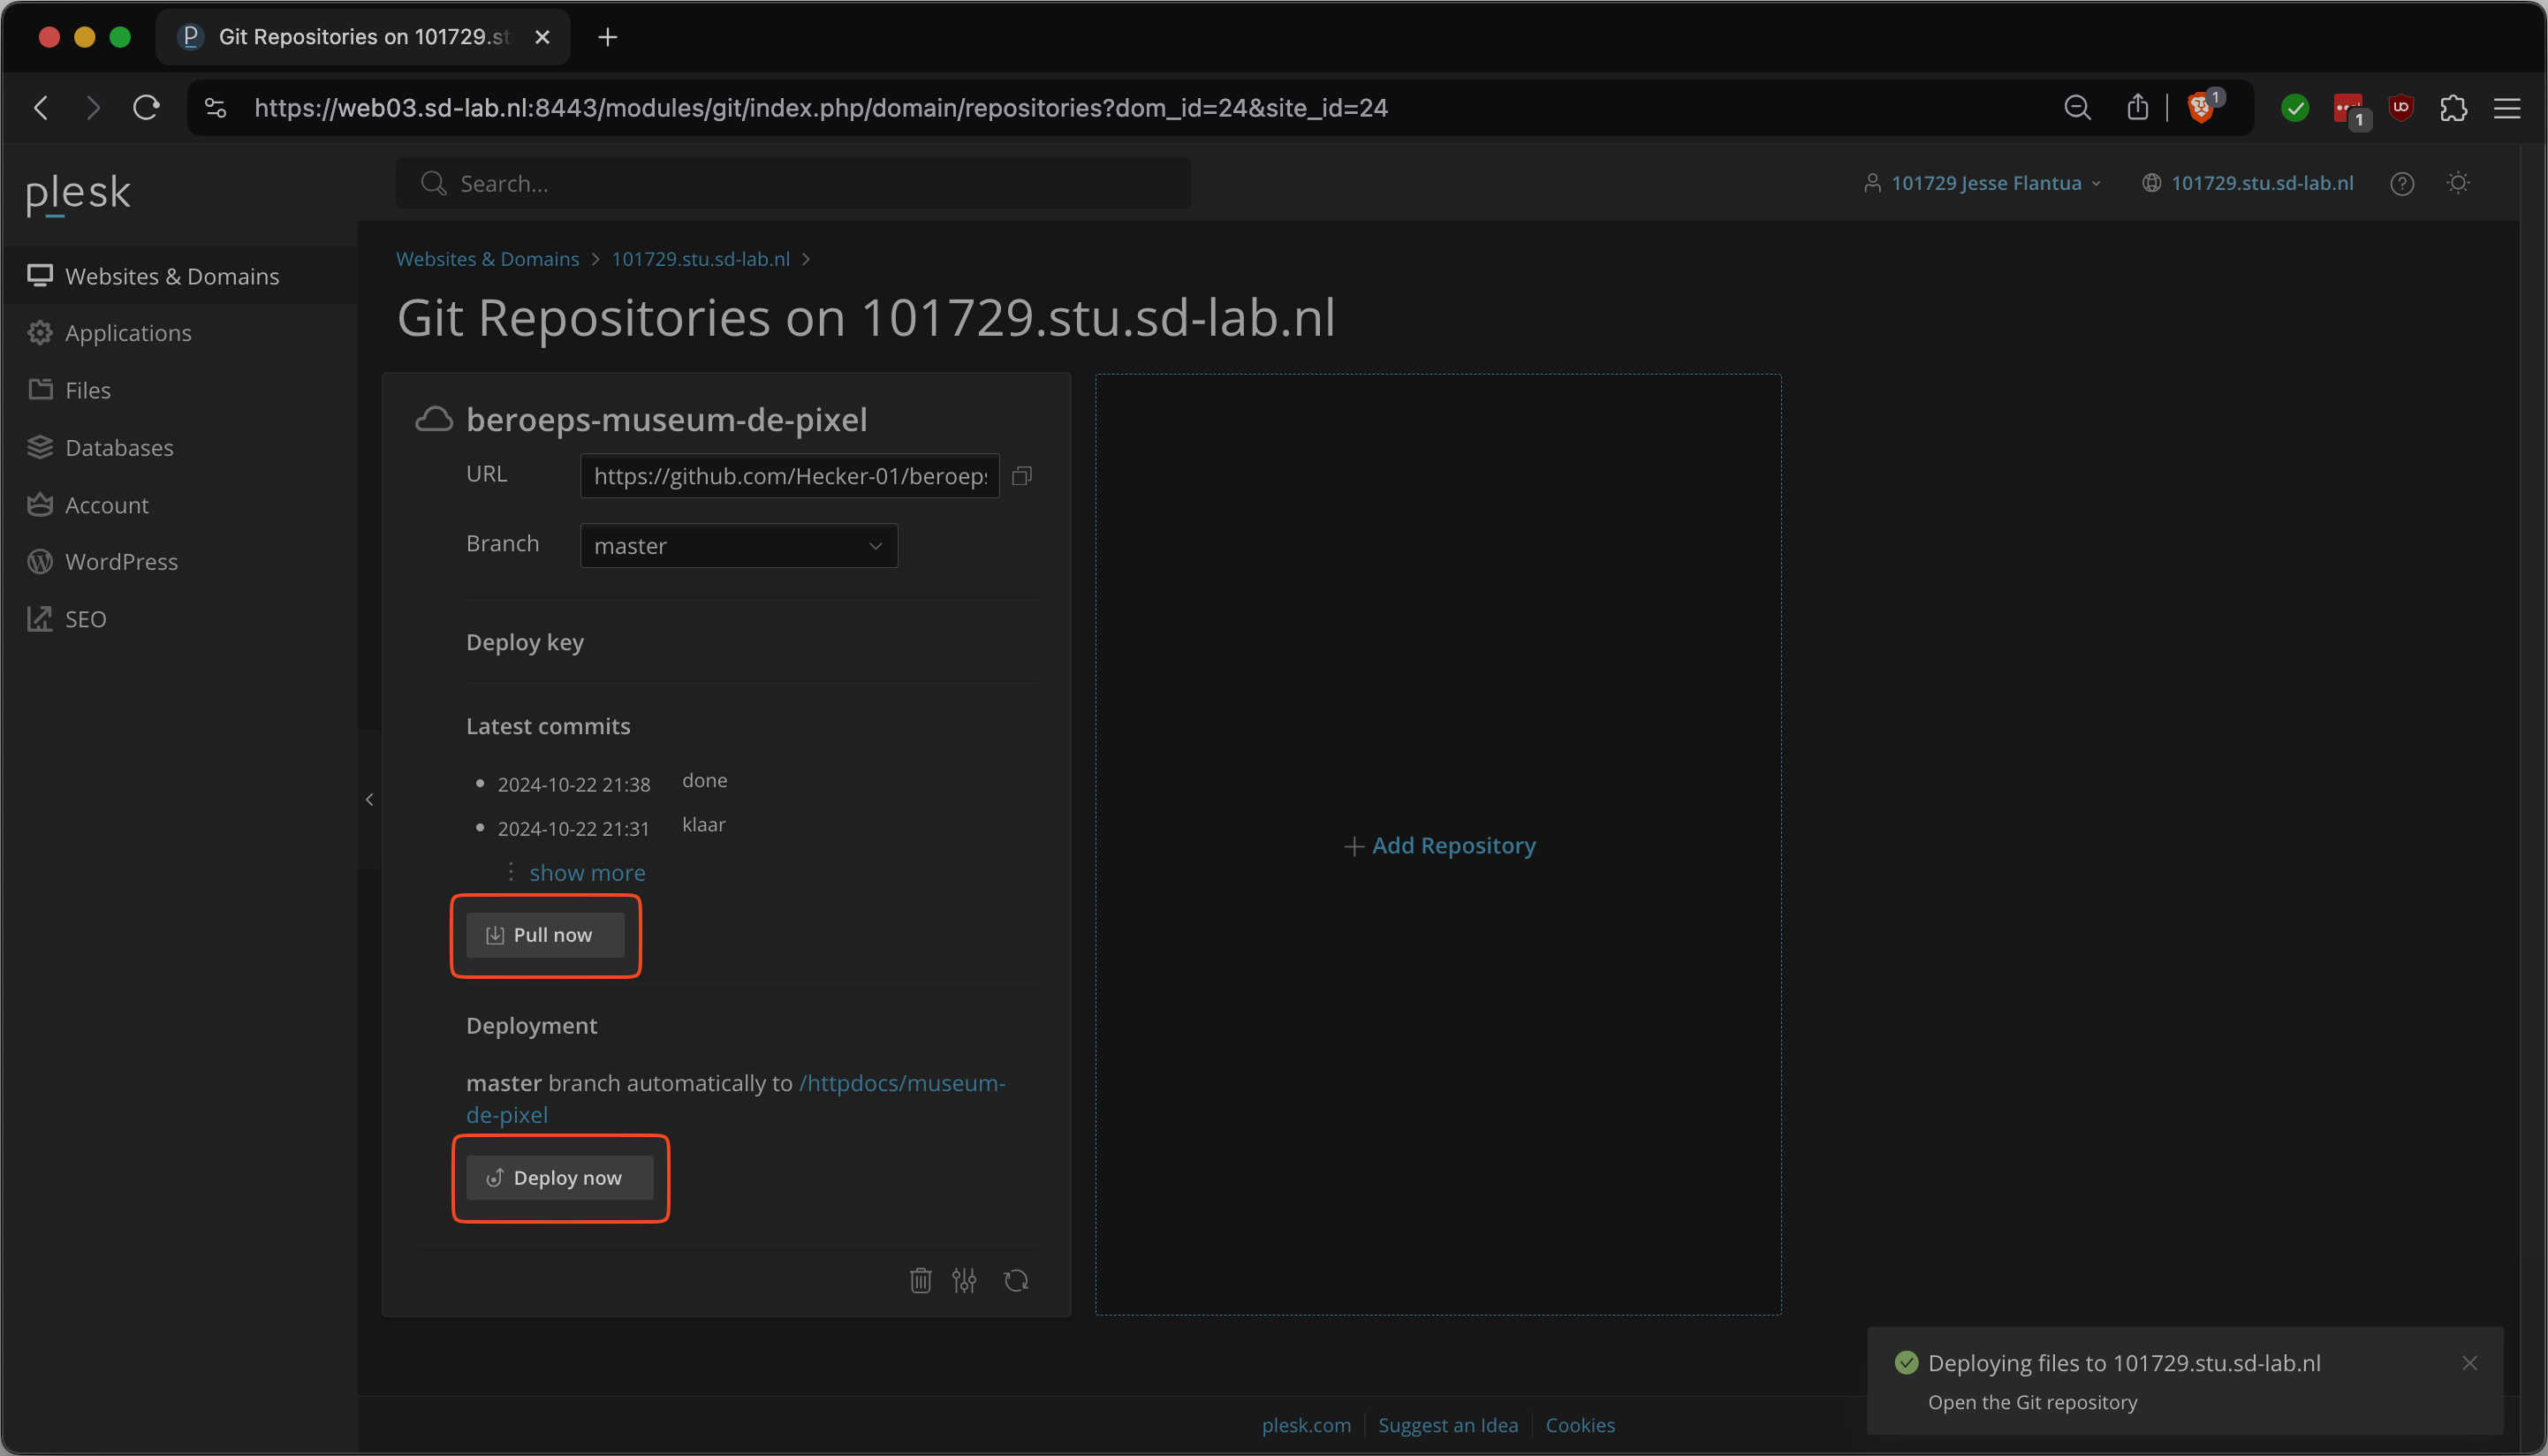 Git Repositories on 101729.st
https://web03.sd-lab.nl:8443/modules/git/index.php/domain/repositories?dom_id=24&site_id=24
1
1
plesk
Search...
101729 Jesse Flantua
101729.stu.sd-lab.nl
Websites & Domains
Applications
Files
Databases
Account
WordPress
SEO
Websites & Domains > 101729.stu.sd-lab.nl >
Git Repositories on 101729.stu.sd-lab.nl
beroeps-museum-de-pixel
URL https://github.com/Hecker-01/beroeps
Branch master
Deploy key
Latest commits
2024-10-22 21:38 done
2024-10-22 21:31 klaar
show more
Pull now
Deployment
master branch automatically to /httpdocs/museum-
de-pixel
Deploy now
Add Repository
Deploying files to 101729.stu.sd-lab.nl
Open the Git repository
plesk.com
Suggest an Idea
Cookies